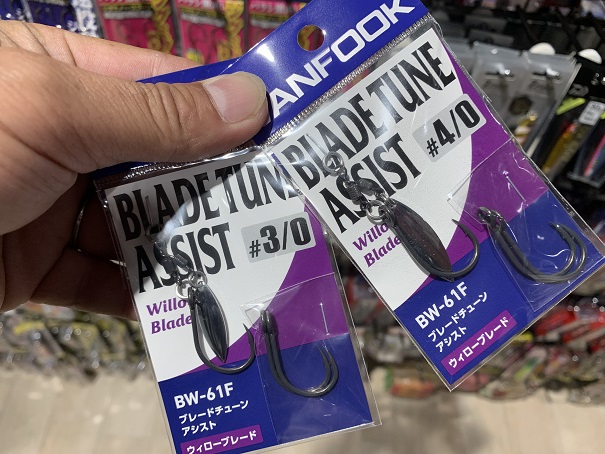 ANFOOK
BLADE TUNE
ASSIST
#4/0
Willo
Blade
BW-61F
ブレードチューン
アシスト
ウィローブレード
BLADE TUN
ASSIST
#3/0
Willo
Blade
BW-61F
ブレードチューン
アシスト
ウィローブレード